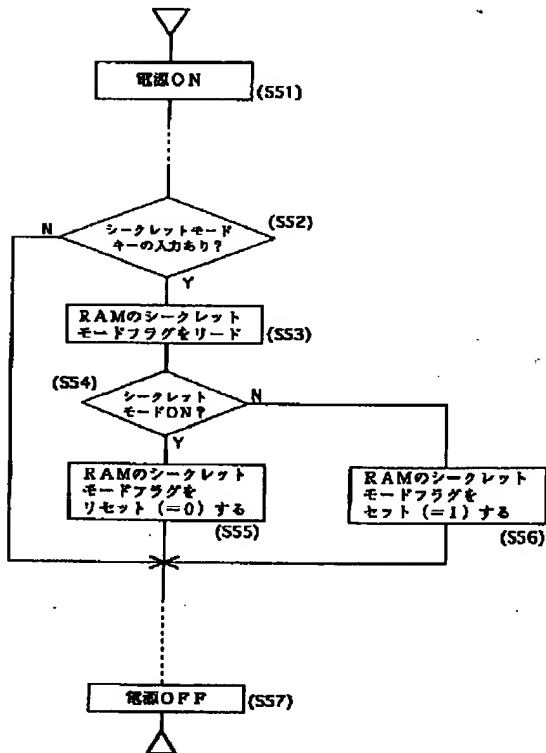 電源ON
(S51)
シークレットモード
キーの入力あり?
(S52)
N
Y
RAMのシークレット
モードフラグをリード
(S53)
(S54)
シークレット
モードON?
N
Y
RAMのシークレット
モードフラグを
リセット(=0)する
(S55)
RAMのシークレット
モードフラグを
セット(=1)する
(S56)
電源OFF
(S57)